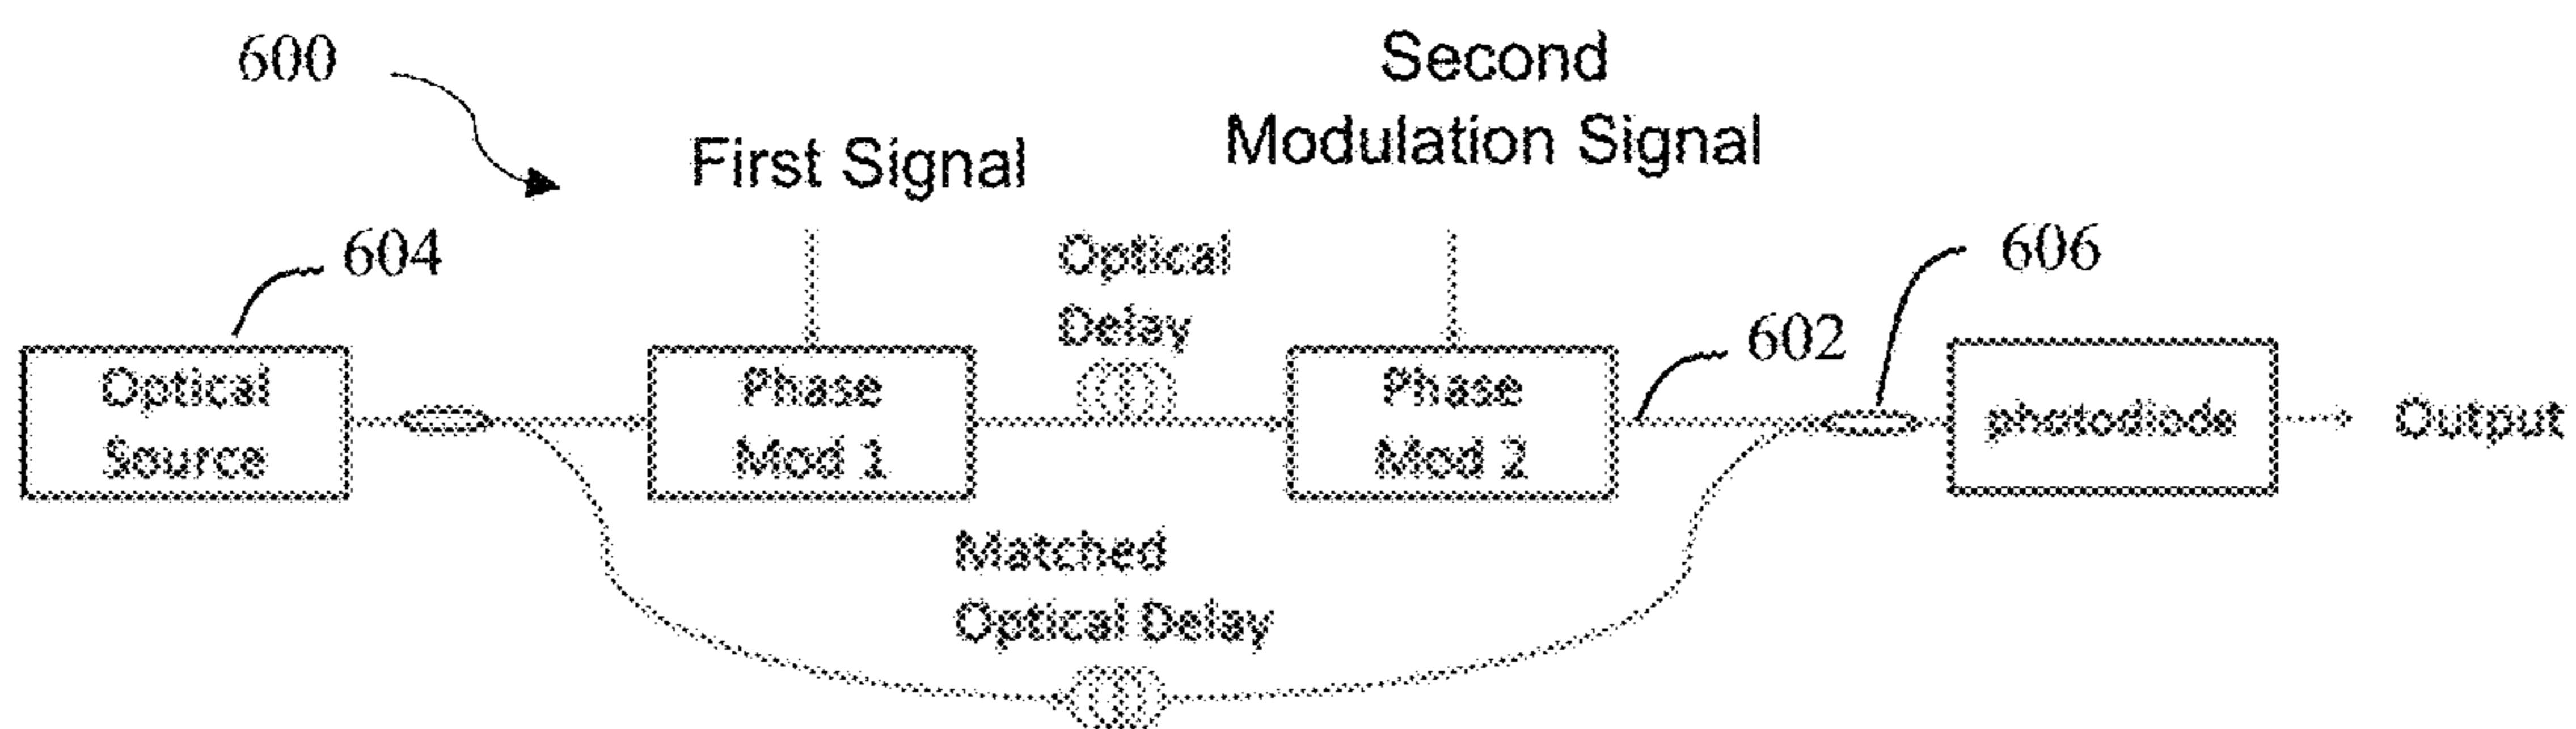 600
Second
Modulation Signal
First Signal
604
Optical
Delay
606
602
Optical
Source
Phase
Mod 1
Phase
Mod 2
photodiode
Output
Matched
Optical Delay